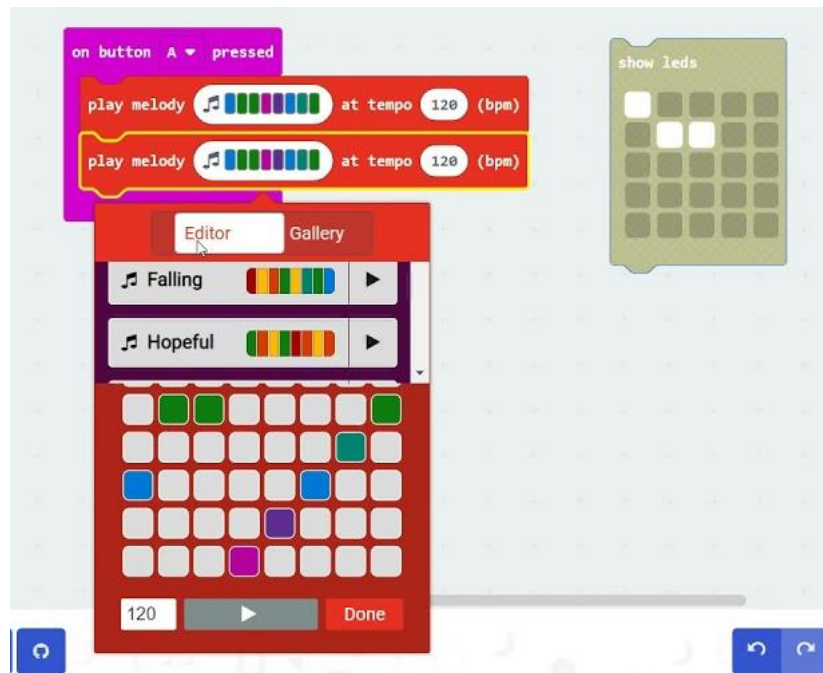 on button A pressed
show leds
play melody at tempo 120 (bpm)
play melody at tempo 120 (bpm)
Editor Gallery
Falling
Hopeful
120 Done